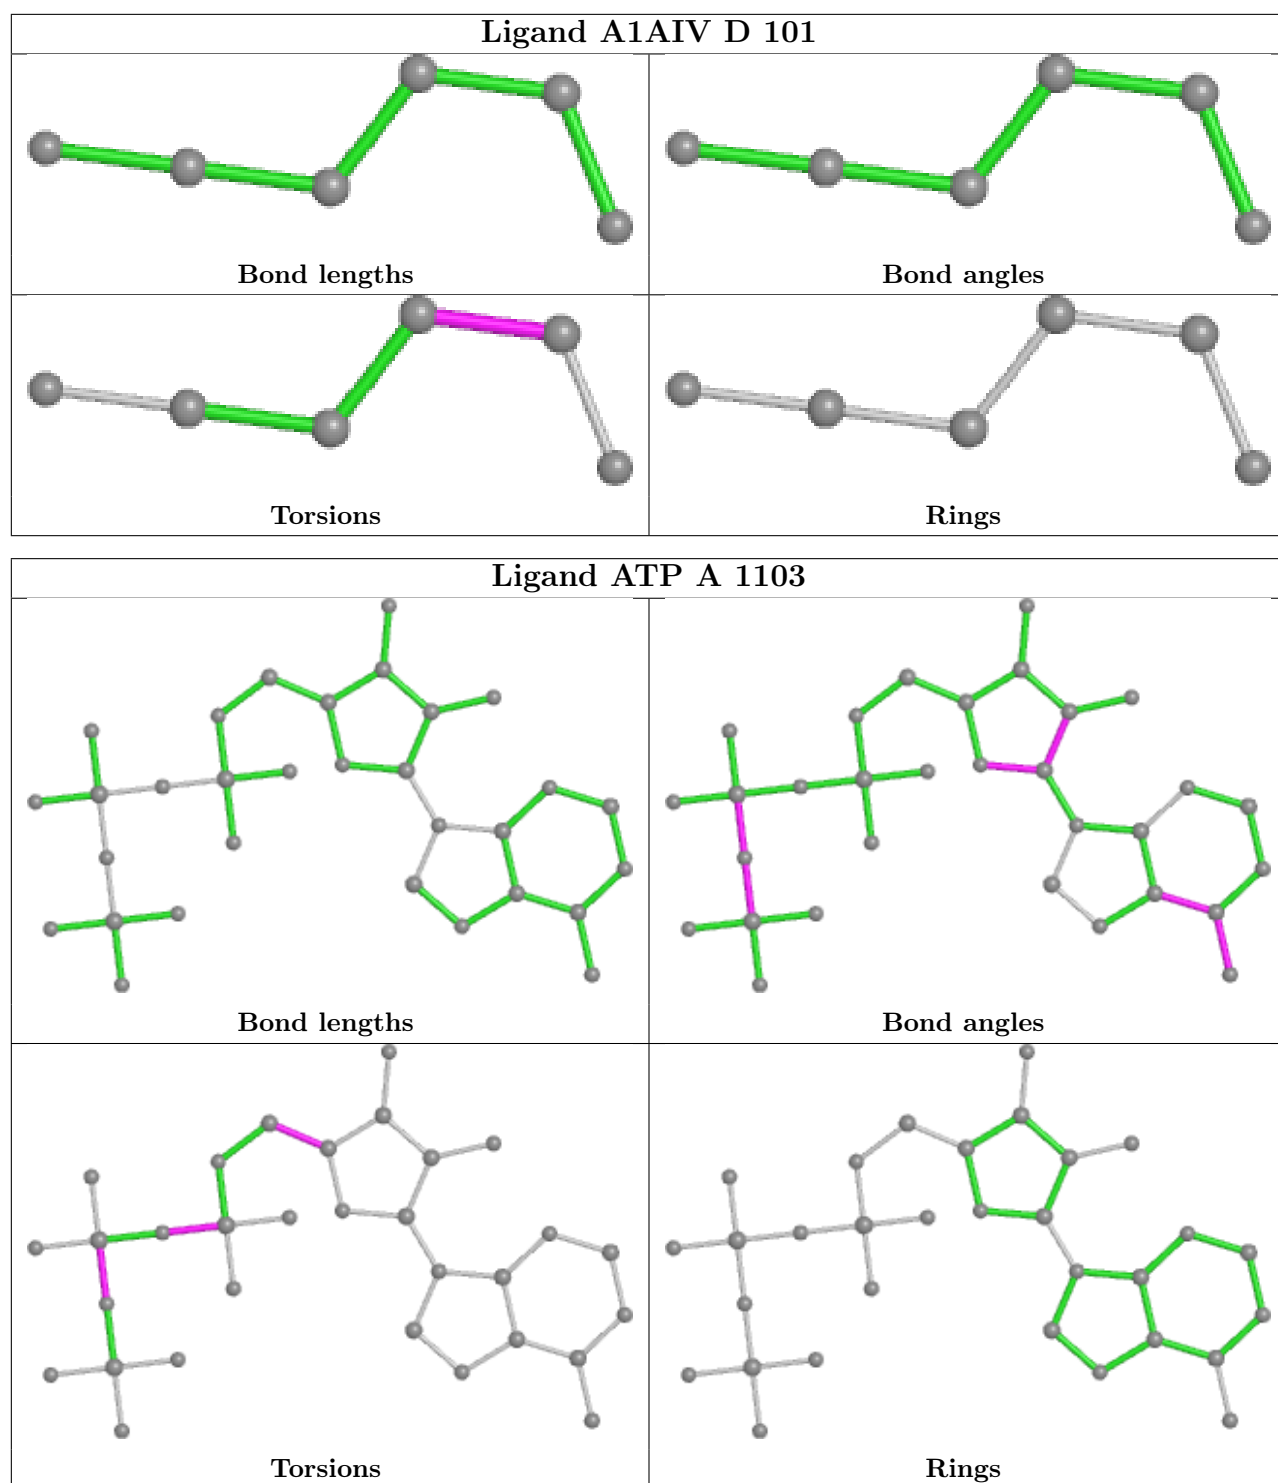 Ligand A1AIV D 101
Bond lengths
Bond angles
Torsions
Rings
Ligand ATP A 1103
Bond lengths
Bond angles
Torsions
Rings